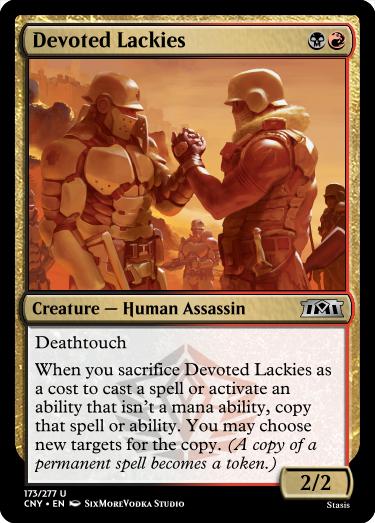 Devoted Lackies
Creature — Human Assassin
Deathtouch
When you sacrifice Devoted Lackies as
a cost to cast a spell or activate an
ability that isn't a mana ability, copy
that spell or ability. You may choose
new targets for the copy. (A copy of a
permanent spell becomes a token.)
2/2
173/277 U
CNY • EN SixMoreVodka Studio
Stasis